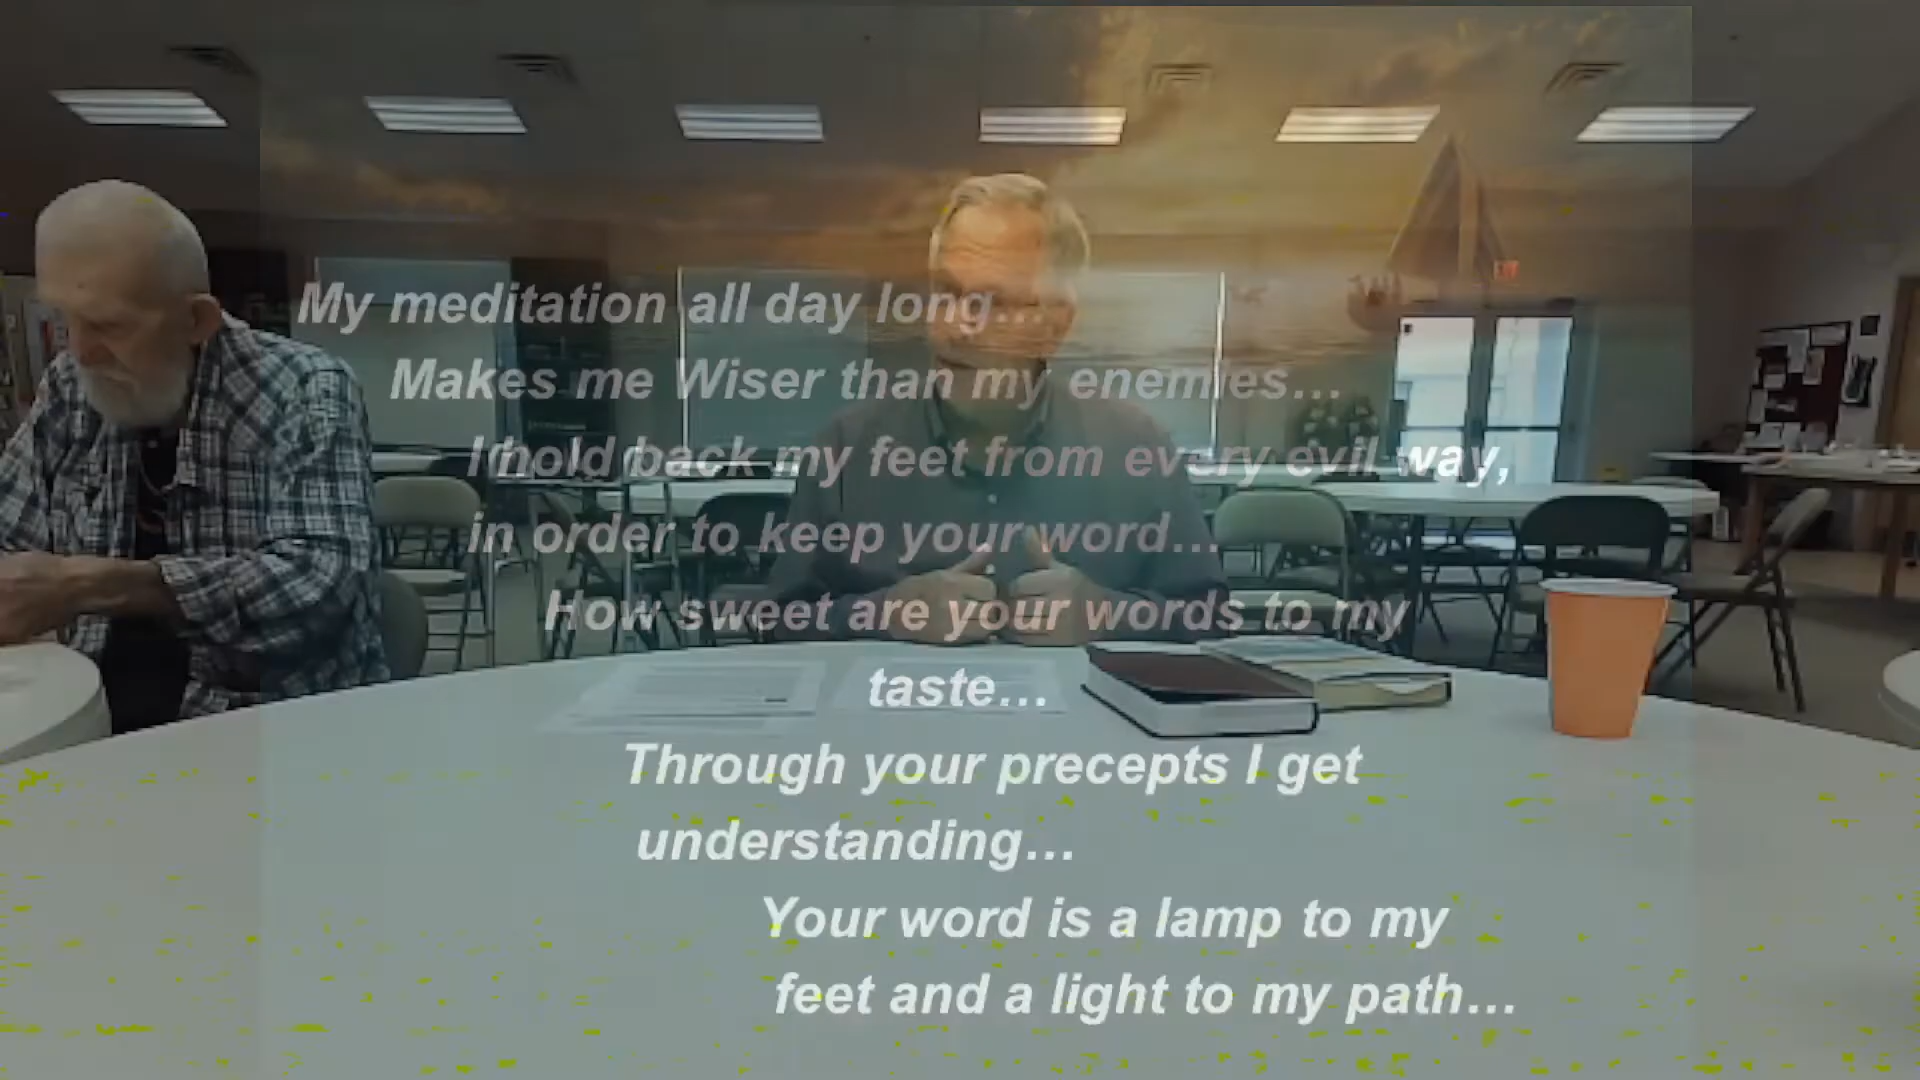 My meditation all day long…
Makes me Wiser than my enemies…
I hold back my feet from every evil way,
in order to keep your word…
How sweet are your words to my
taste…
Through your precepts I get
understanding…
Your word is a lamp to my
feet and a light to my path…